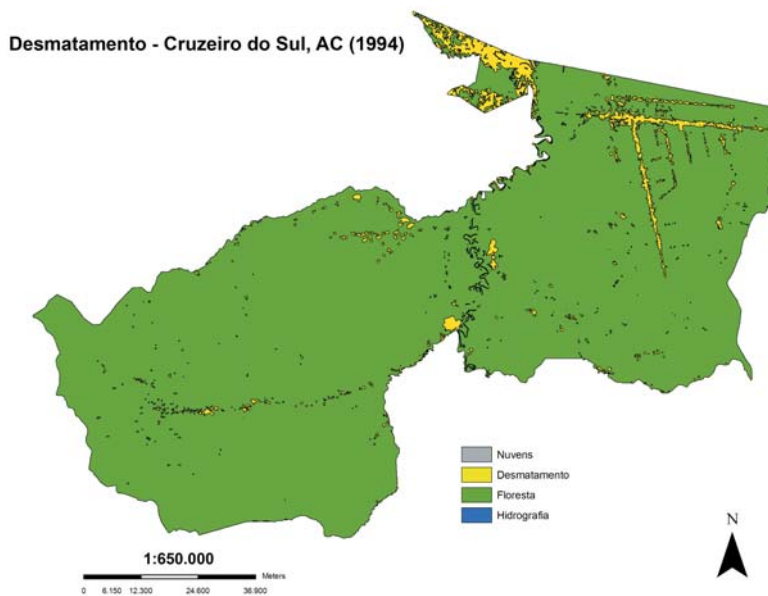 Desmatamento - Cruzeiro do Sul, AC (1994)
Nuvens
Desmatamento
Floresta
Hidrografia
N
1:650.000
Meters
0 6.150 12.300 24.600 36.900